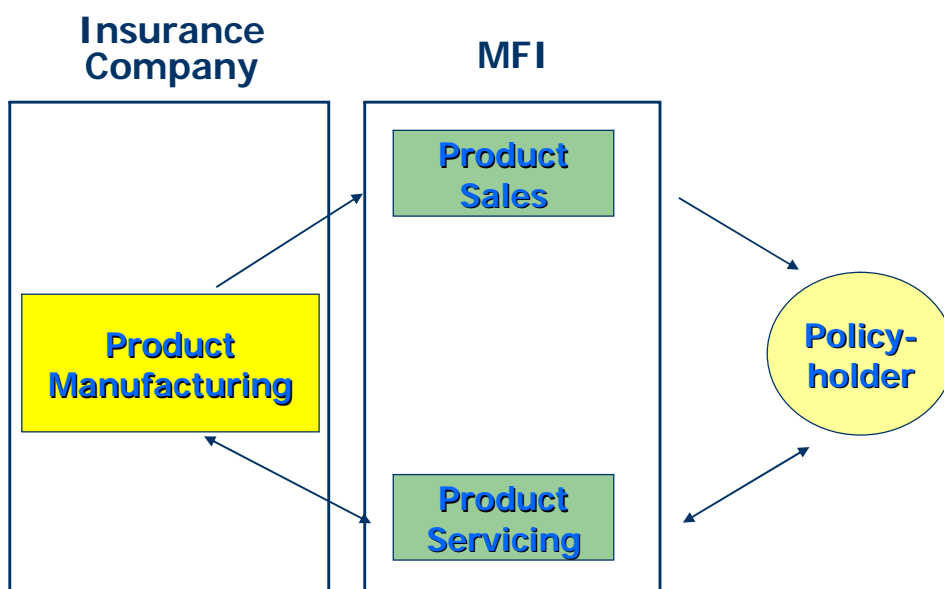 Insurance
Company
MFI
Product
Sales
Product
Manufacturing
Policy-
holder
Product
Servicing